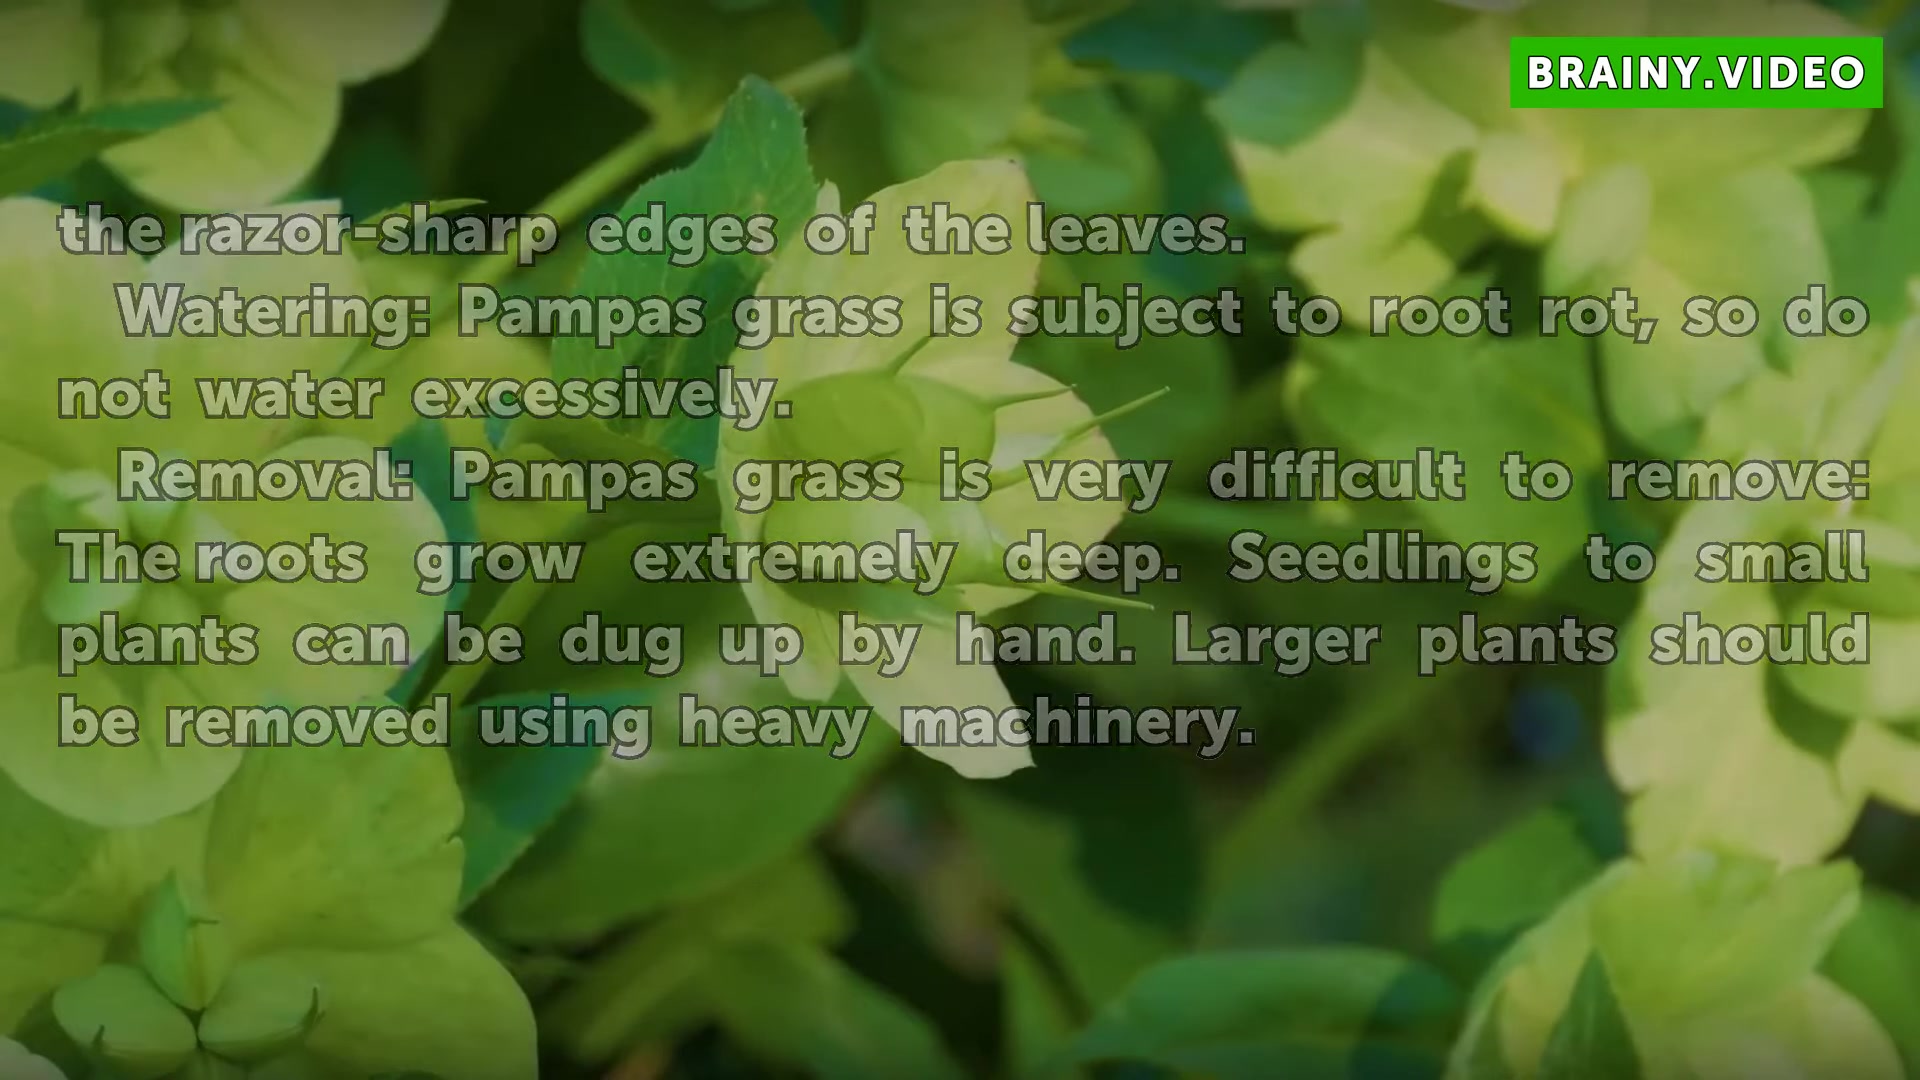 BRAINY.VIDEO
the razor-sharp edges of the leaves.
Watering: Pampas grass is subject to root rot, so do
not water excessively.
Removal: Pampas grass is very difficult to remove:
The roots grow extremely deep. Seedlings to small
plants can be dug up by hand. Larger plants should
be removed using heavy machinery.